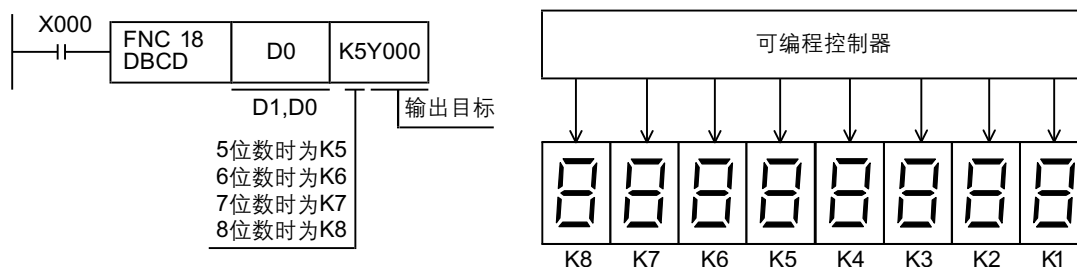 X000
FNC 18
DBCD
D0
K5Y000
D1,D0
输出目标
5位数时为K5
6位数时为K6
7位数时为K7
8位数时为K8
可编程控制器
K8 K7 K6 K5 K4 K3 K2 K1